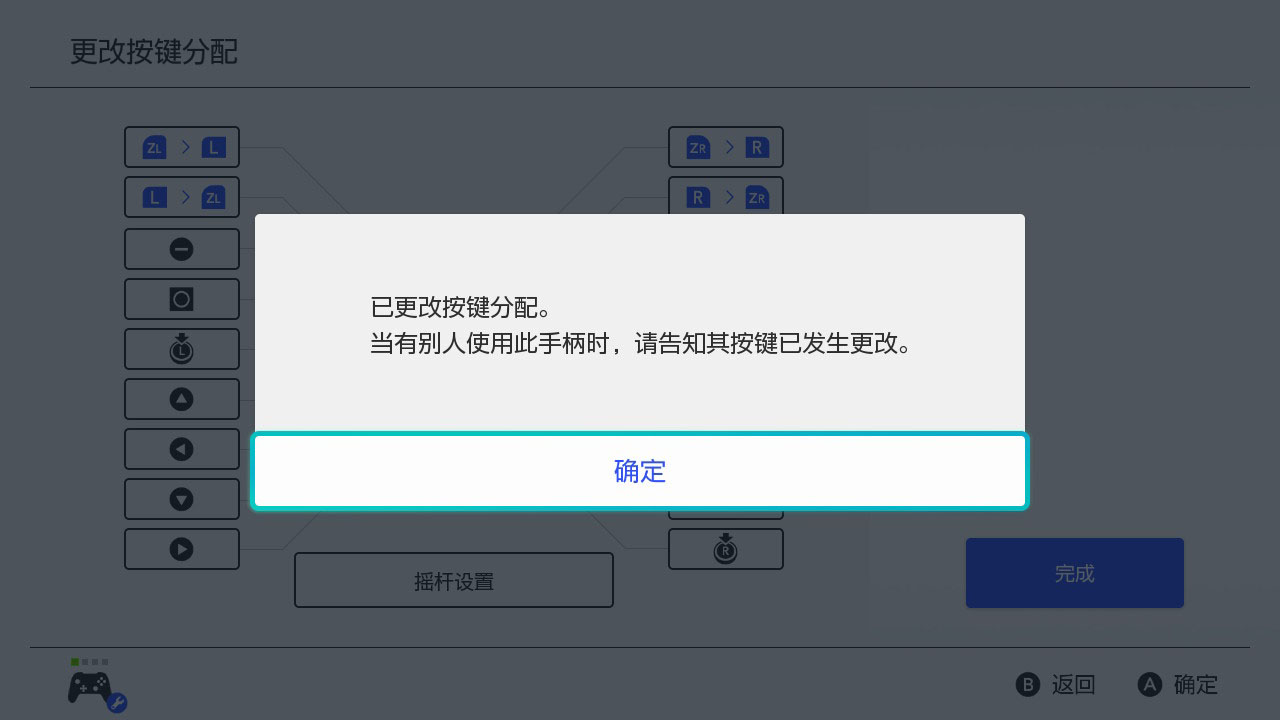 更改按键分配
ZL > L
ZR > R
L > ZL
R > ZR
已更改按键分配。
当有别人使用此手柄时，请告知其按键已发生更改。
L
确定
R
摇杆设置
完成
B 返回
A 确定